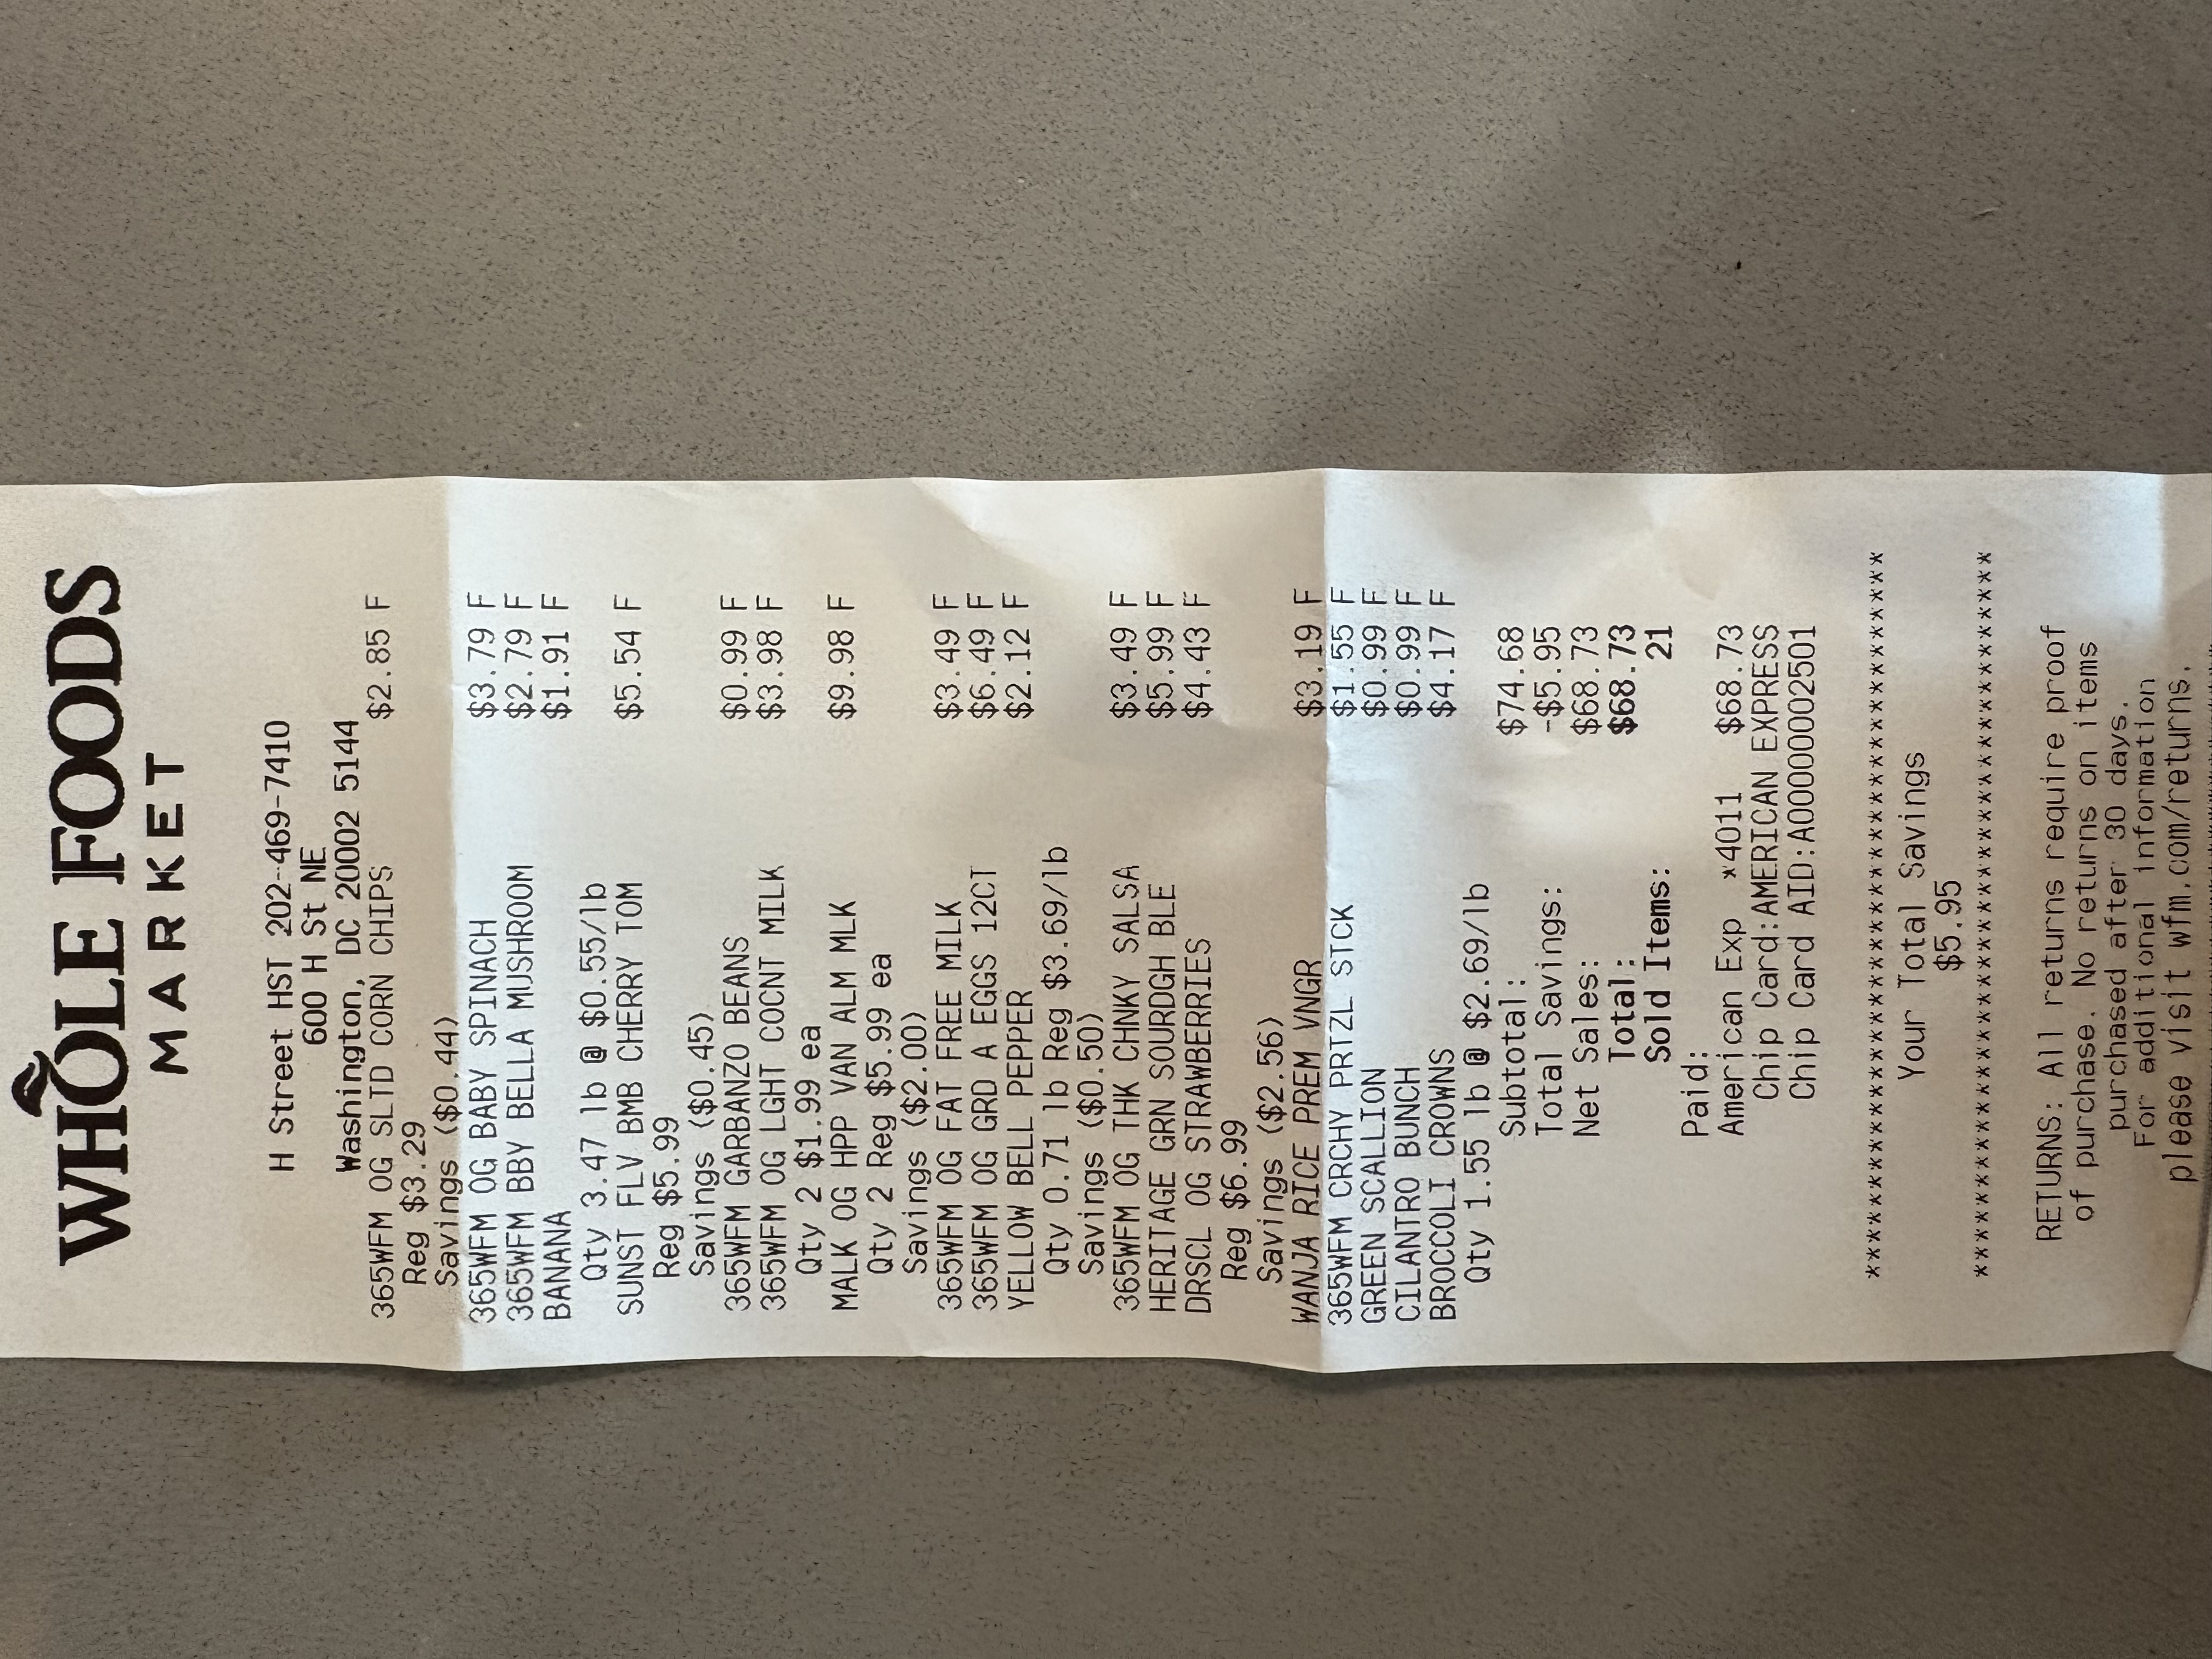 WHOLE FOODS
MARKET
H Street HST 202-469-7410
600 H St NE
Washington, DC 20002 5144
365WFM OG SLTD CORN CHIPS $2.85 F
Reg $3.29
Savings ($0.44)
365WFM OG BABY SPINACH $3.79 F
365WFM BBY BELLA MUSHROOM $2.79 F
BANANA $1.91 F
Qty 3.47 lb @ $0.55/lb
SUNST FLV BMB CHERRY TOM $5.54 F
Reg $5.99
Savings ($0.45)
365WFM GARBANZO BEANS $0.99 F
365WFM OG LGHT COCNT MILK $3.98 F
Qty 2 $1.99 ea
MALK OG HPP VAN ALM MLK $9.98 F
Qty 2 Reg $5.99 ea
Savings ($2.00)
365WFM OG FAT FREE MILK $3.49 F
365WFM OG GRD A EGGS 12CT $6.49 F
YELLOW BELL PEPPER $2.12 F
Qty 0.71 lb Reg $3.69/lb
Savings ($0.50)
365WFM OG THK CHNKY SALSA $3.49 F
HERITAGE GRN SOURDGH BLE $5.99 F
DRSCL OG STRAWBERRIES $4.43 F
Reg $6.99
Savings ($2.56)
WANJA RICE PREM VNGR $3.19 F
365WFM CRCHY PRTZL STCK $1.55 F
GREEN SCALLION $0.99 F
CILANTRO BUNCH $0.99 F
BROCCOLI CROWNS $4.17 F
Qty 1.55 lb @ $2.69/lb
Subtotal: $74.68
Total Savings: -$5.95
Net Sales: $68.73
Total: $68.73
Sold Items: 21
Paid:
American Exp *4011 $68.73
Chip Card:AMERICAN EXPRESS
Chip Card AID:A00000002501
*****************************************
Your Total Savings
$5.95
*****************************************
RETURNS: All returns require proof
of purchase. No returns on items
purchased after 30 days.
For additional information
please visit wfm.com/returns.